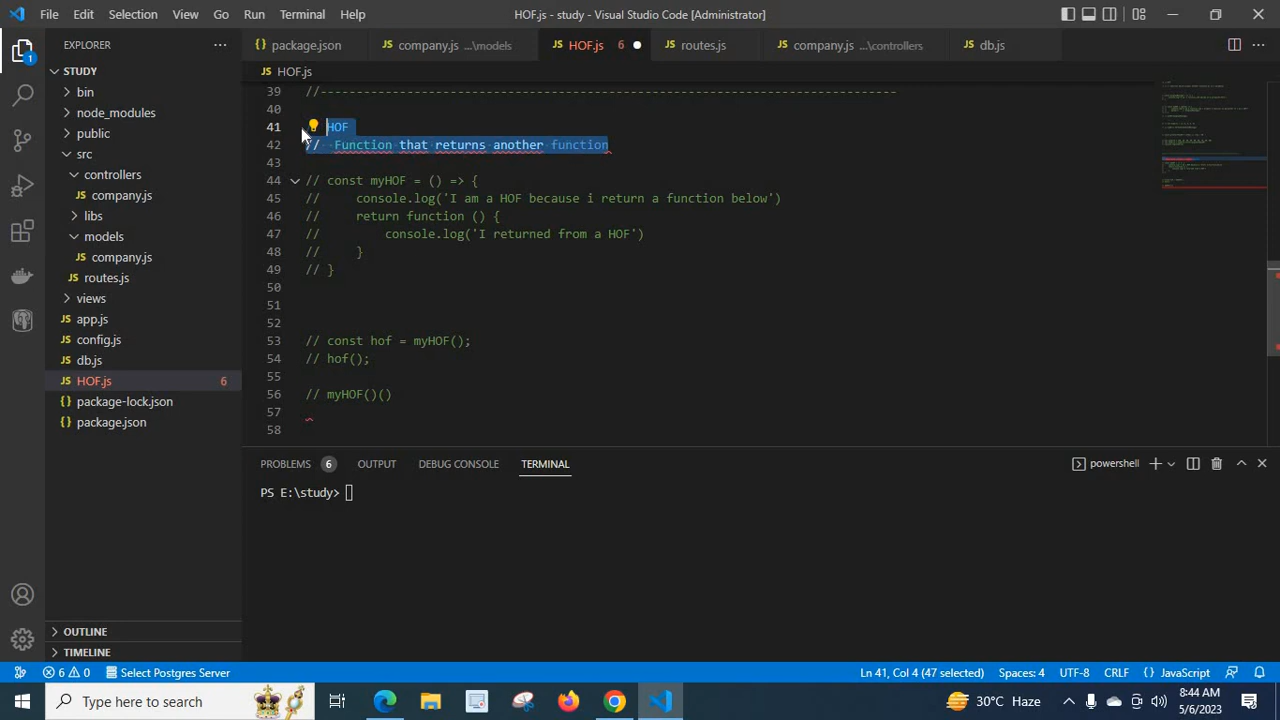 File Edit Selection View Go Run Terminal Help
HOF.js - study - Visual Studio Code [Administrator]
EXPLORER
package.json
company.js ...\models
HOF.js 6
routes.js
company.js ...\controllers
db.js
STUDY
bin
node_modules
public
src
controllers
company.js
libs
models
company.js
routes.js
views
app.js
config.js
db.js
HOF.js 6
package-lock.json
package.json
OUTLINE
TIMELINE
HOF.js
39 //--------------------------------------------------------------------------------
40
41 HOF
42 // Function that returns another function
43
44 // const myHOF = () =>
45 // console.log('I am a HOF because i return a function below')
46 // return function () {
47 // console.log('I returned from a HOF')
48 // }
49 // }
50
51
52
53 // const hof = myHOF();
54 // hof();
55
56 // myHOF()()
57
58
PROBLEMS 6 OUTPUT DEBUG CONSOLE TERMINAL
powershell
PS E:\study>
6 0 Select Postgres Server
Ln 41, Col 4 (47 selected) Spaces: 4 UTF-8 CRLF {} JavaScript
Type here to search
30°C Haze
8:44 AM
5/6/2023